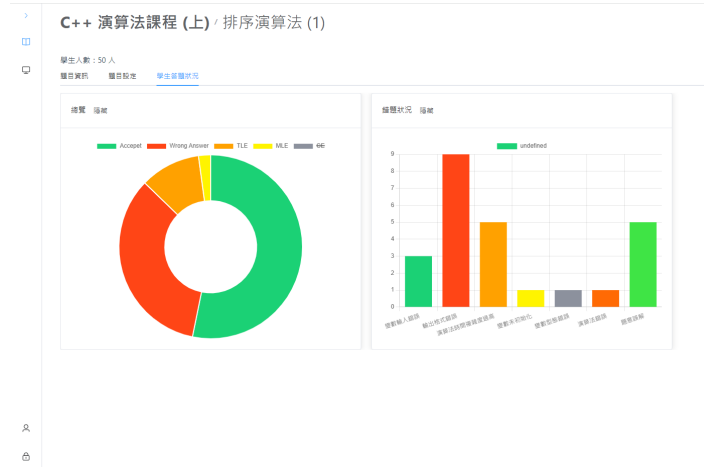 C++ 演算法課程 (上) / 排序演算法 (1)
學生人數：50 人
題目資訊 題目設定 學生答題狀況
總覽 隱藏
Accepet Wrong Answer TLE MLE CE
錯題狀況 隱藏
undefined
9
8
7
6
5
4
3
2
1
0
變數輸入錯誤 輸出格式錯誤 演算法時間複雜度過高 變數未初始化 變數型態錯誤 演算法錯誤 題意誤解